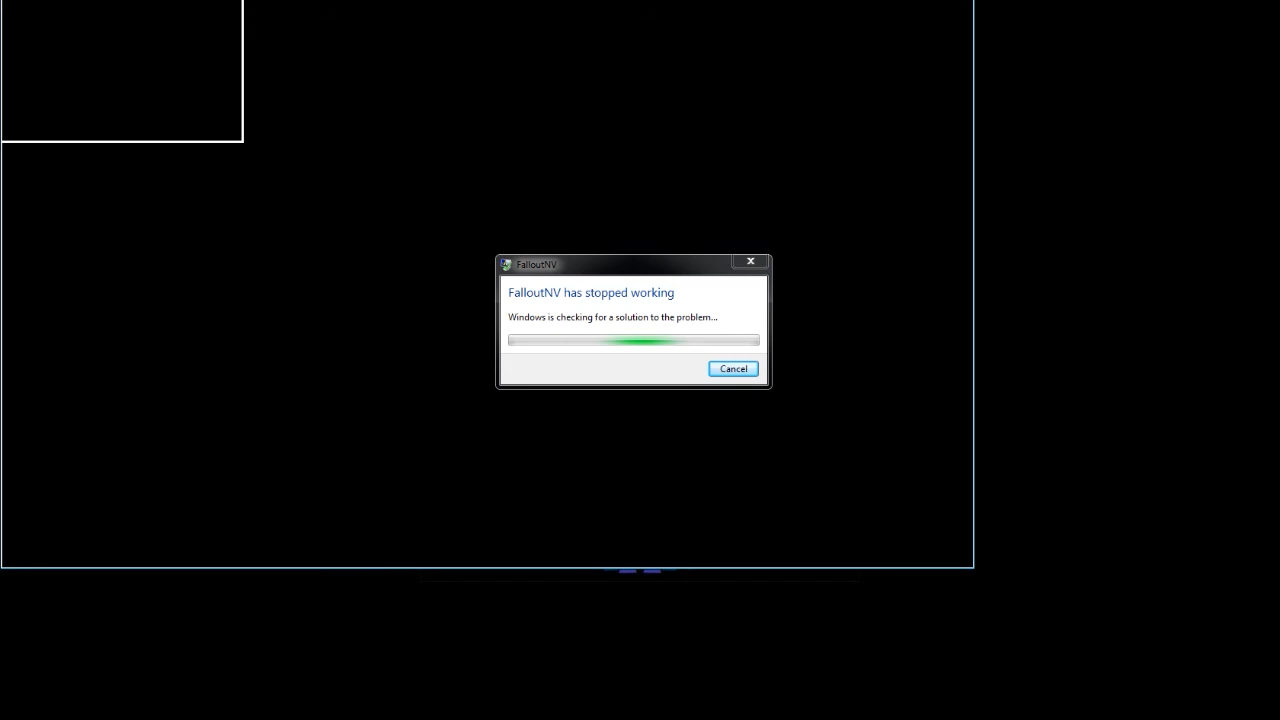 FalloutNV
FalloutNV has stopped working
Windows is checking for a solution to the problem...
Cancel